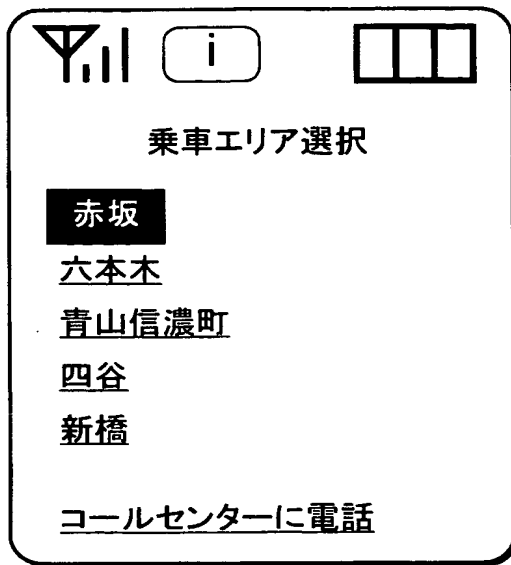 i
乗車エリア選択
赤坂
六本木
青山信濃町
四谷
新橋
コールセンターに電話